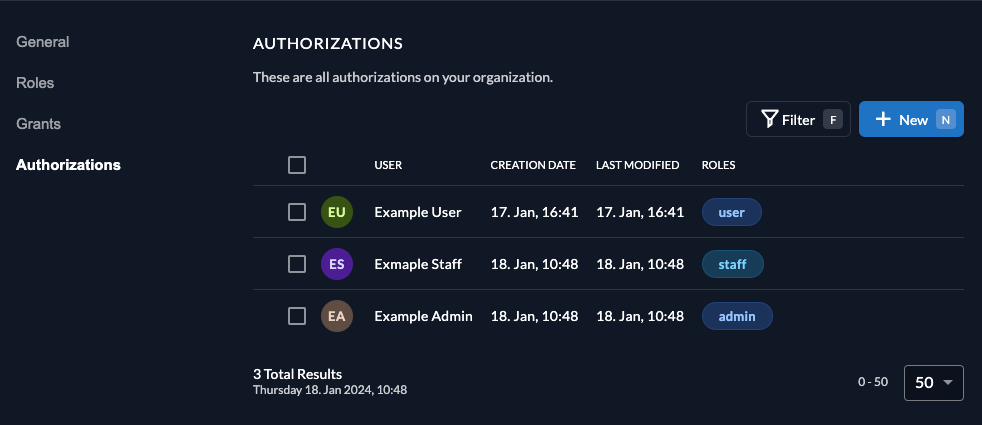 General
Roles
Grants
Authorizations
AUTHORIZATIONS
These are all authorizations on your organization.
Filter F
New N
USER CREATION DATE LAST MODIFIED ROLES
EU Example User 17. Jan, 16:41 17. Jan, 16:41 user
ES Exmaple Staff 18. Jan, 10:48 18. Jan, 10:48 staff
EA Example Admin 18. Jan, 10:48 18. Jan, 10:48 admin
3 Total Results
Thursday 18. Jan 2024, 10:48
0 - 50 50